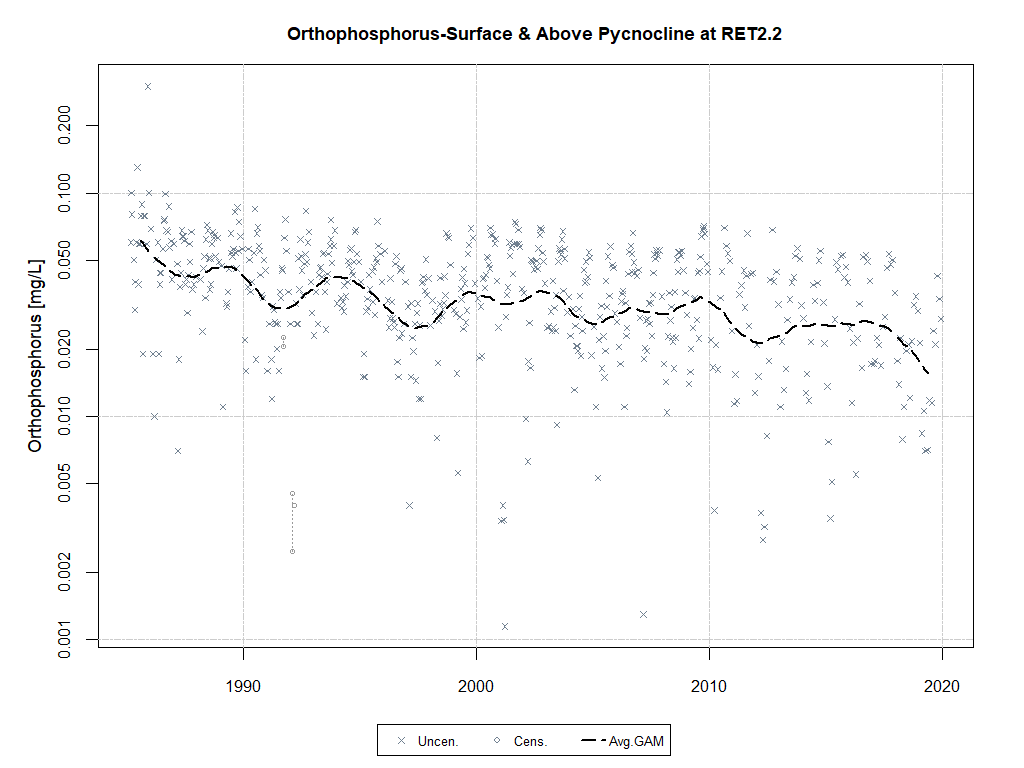 Orthophosphorus-Surface & Above Pycnocline at RET2.2
Orthophosphorus [mg/L]
0.200
0.100
0.050
0.020
0.010
0.005
0.002
0.001
1990 2000 2010 2020
Uncen. Cens. Avg.GAM